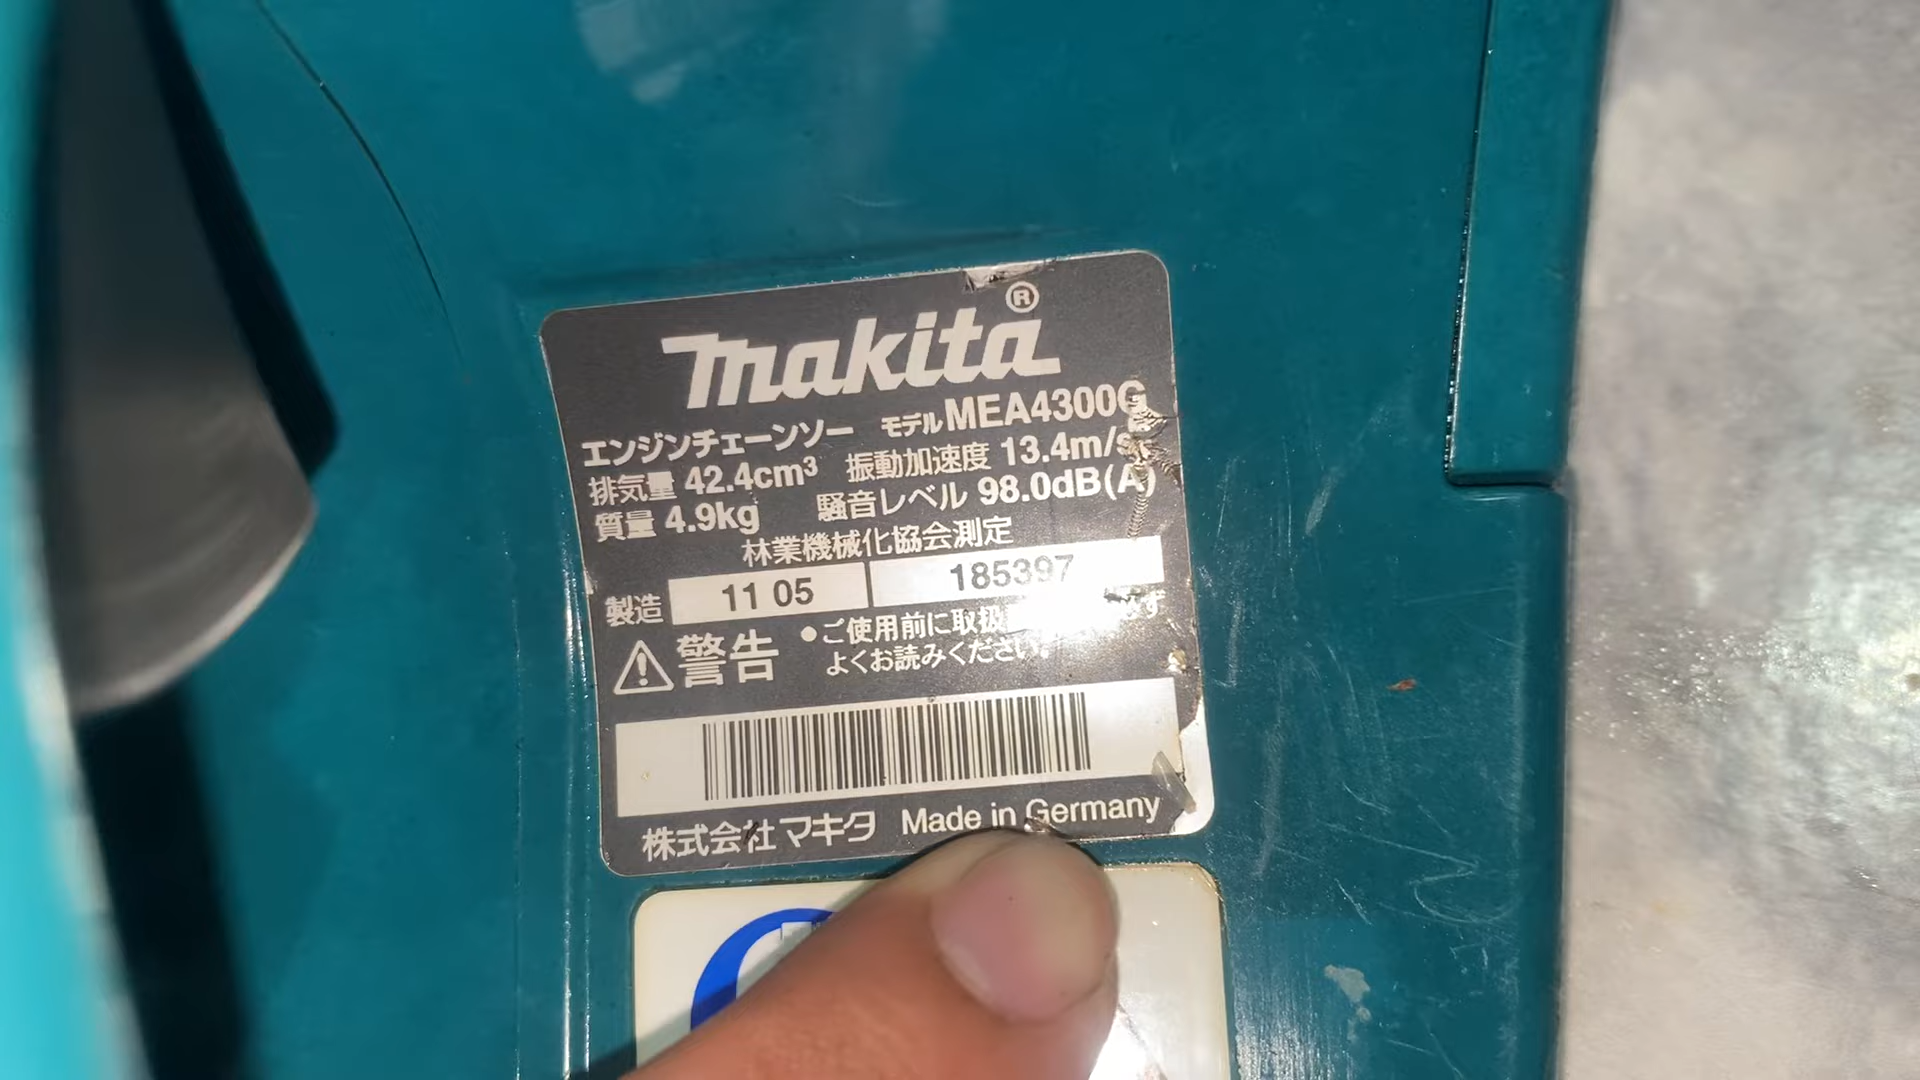 makita®
エンジンチェーンソー モデル MEA4300G
排気量 42.4cm³ 振動加速度 13.4m/s
質量 4.9kg 騒音レベル 98.0dB(A)
林業機械化協会測定
製造 11 05 185397
警告 ●ご使用前に取扱
よくお読みください。
株式会社マキタ Made in Germany